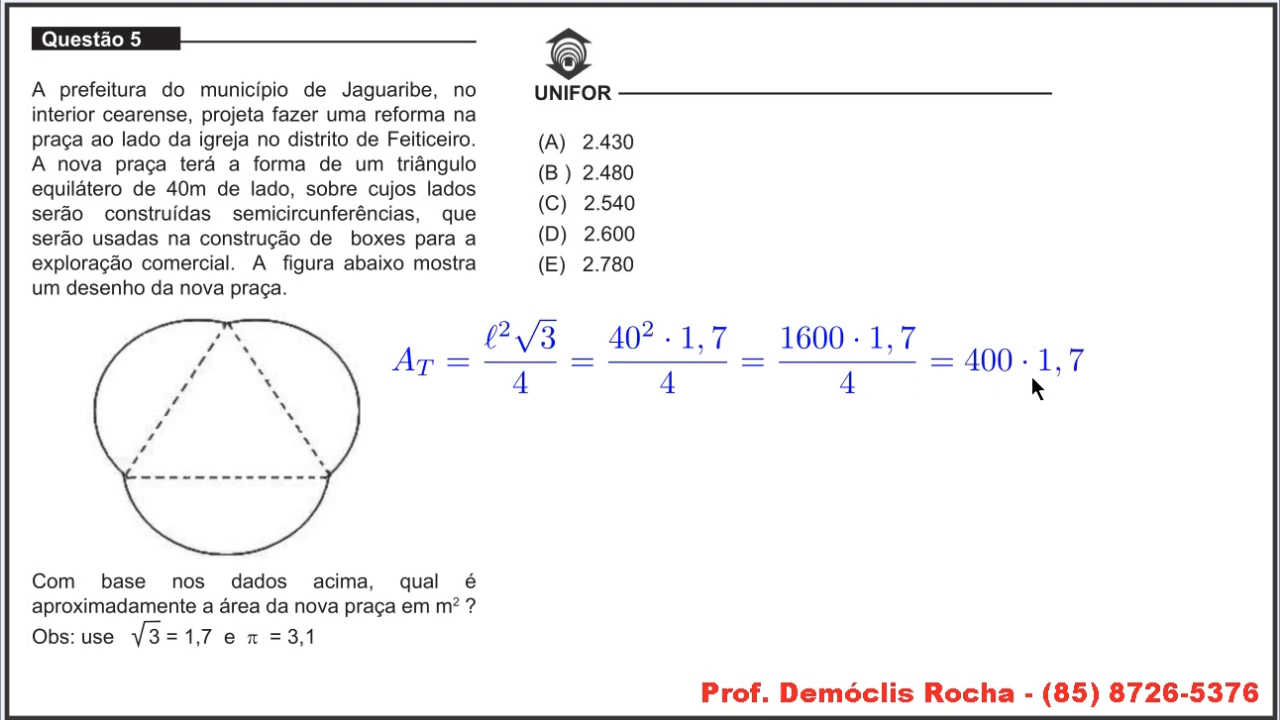 Questão 5
A prefeitura do município de Jaguaribe, no
interior cearense, projeta fazer uma reforma na
praça ao lado da igreja no distrito de Feiticeiro.
A nova praça terá a forma de um triângulo
equilátero de 40m de lado, sobre cujos lados
serão construídas semicircunferências, que
serão usadas na construção de boxes para a
exploração comercial. A figura abaixo mostra
um desenho da nova praça.
Com base nos dados acima, qual é
aproximadamente a área da nova praça em m² ?
Obs: use √3 = 1,7 e π = 3,1
UNIFOR
(A) 2.430
(B ) 2.480
(C) 2.540
(D) 2.600
(E) 2.780
A_T = ℓ²√3/4 = 40² · 1,7/4 = 1600 · 1,7/4 = 400 · 1,7
Prof. Demóclis Rocha - (85) 8726-5376